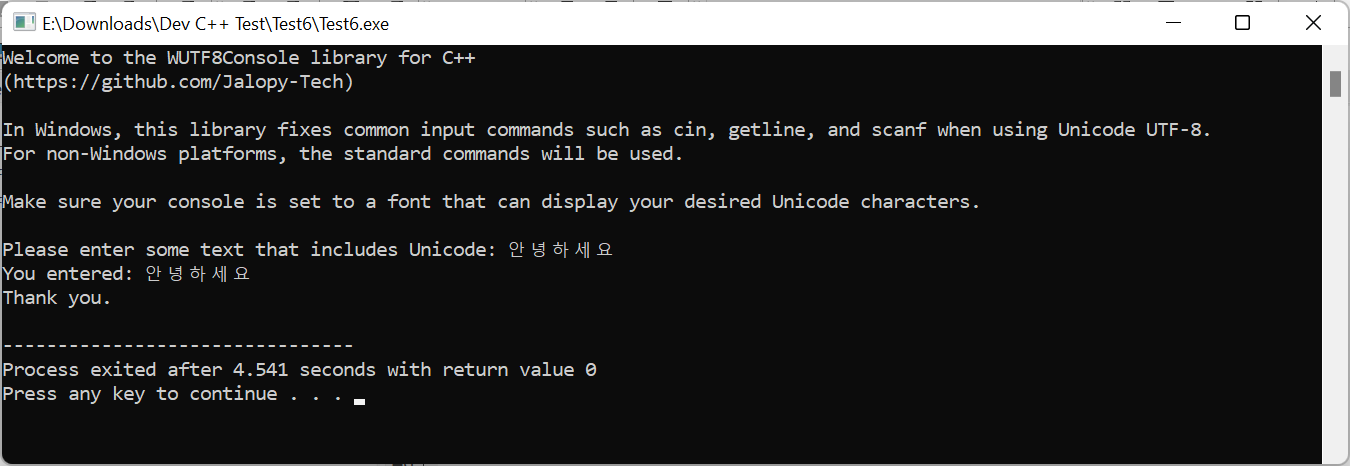 E:\Downloads\Dev C++ Test\Test6\Test6.exe
Welcome to the WUTF8Console library for C++
(https://github.com/Jalopy-Tech)
In Windows, this library fixes common input commands such as cin, getline, and scanf when using Unicode UTF-8.
For non-Windows platforms, the standard commands will be used.
Make sure your console is set to a font that can display your desired Unicode characters.
Please enter some text that includes Unicode: 안녕하세요
You entered: 안녕하세요
Thank you.
--------------------------------
Process exited after 4.541 seconds with return value 0
Press any key to continue . . .